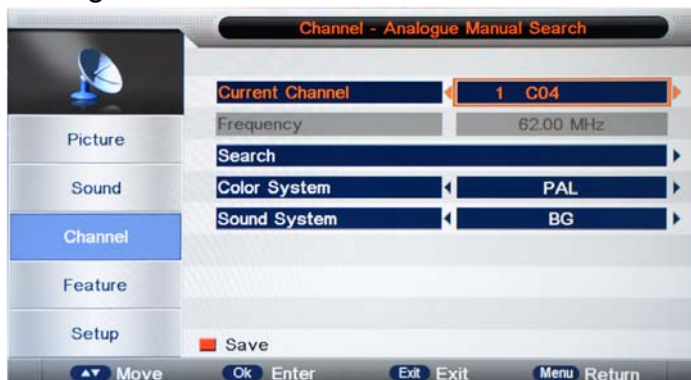 Channel - Analogue Manual Search
Current Channel 1 C04
Frequency 62.00 MHz
Search
Color System PAL
Sound System BG
Picture
Sound
Channel
Feature
Setup
Save
Move Ok Enter Exit Exit Menu Return